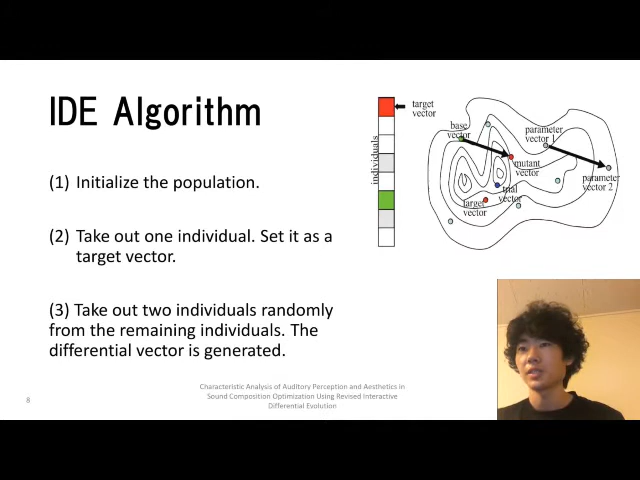 IDE Algorithm
(1) Initialize the population.
(2) Take out one individual. Set it as a
target vector.
(3) Take out two individuals randomly
from the remaining individuals. The
differential vector is generated.
individuals
target
vector
base
vector
parameter
vector 1
mutant
vector
parameter
vector 2
trial
vector
target
vector
Characteristic Analysis of Auditory Perception and Aesthetics in
Sound Composition Optimization Using Revised Interactive
Differential Evolution
8